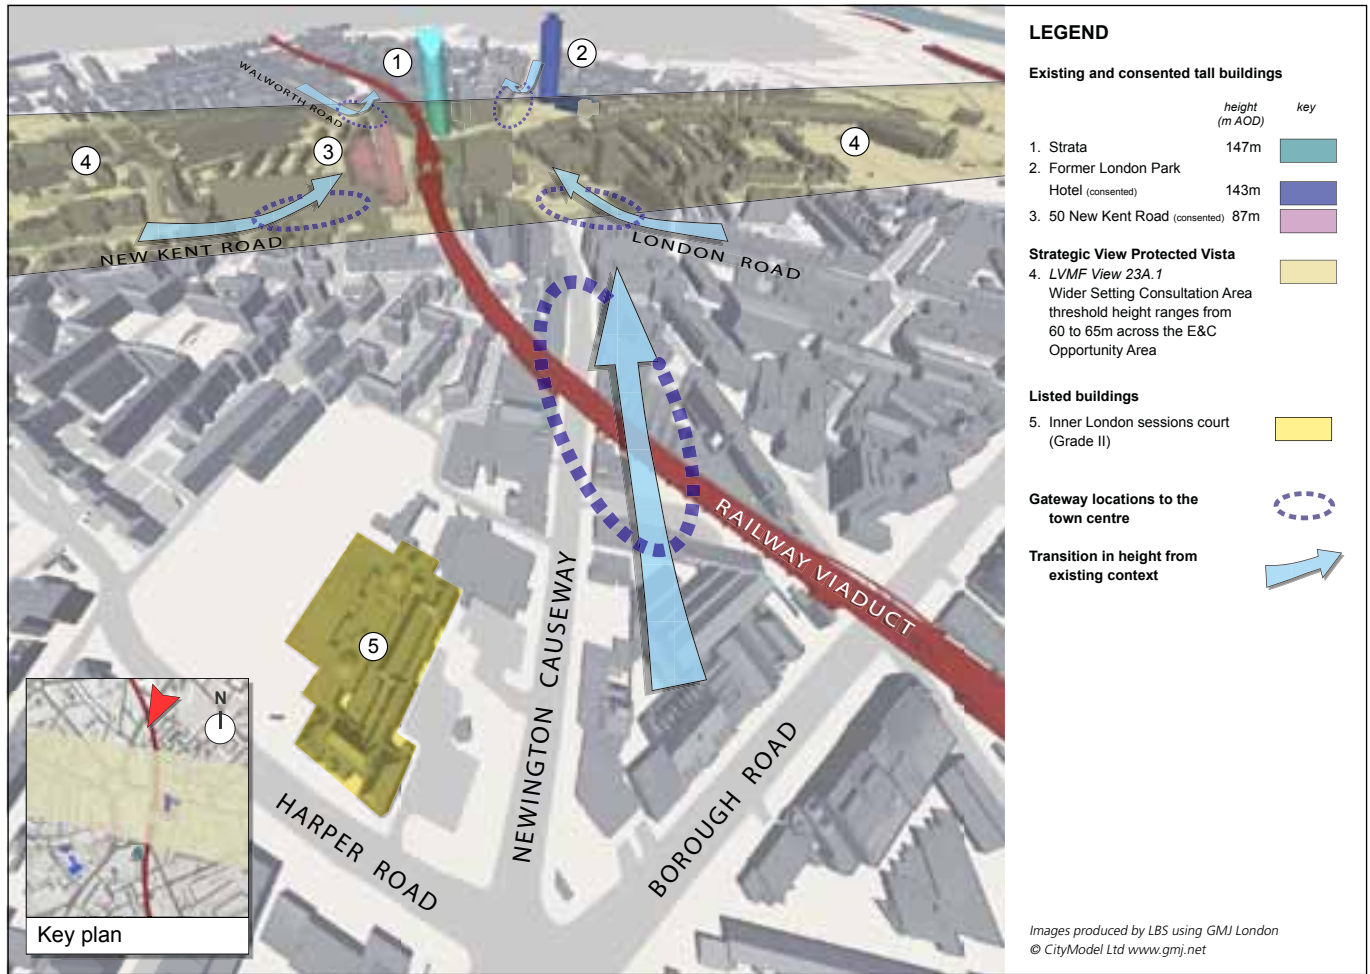 1
2
WALWORTH ROAD
3
4
4
NEW KENT ROAD
LONDON ROAD
RAILWAY VIADUCT
NEWINGTON CAUSEWAY
5
HARPER ROAD
BOROUGH ROAD
N
Key plan
LEGEND
Existing and consented tall buildings
height key
(m AOD)
1. Strata 147m
2. Former London Park
Hotel (consented) 143m
3. 50 New Kent Road (consented) 87m
Strategic View Protected Vista
4. LVMF View 23A.1
Wider Setting Consultation Area
threshold height ranges from
60 to 65m across the E&C
Opportunity Area
Listed buildings
5. Inner London sessions court
(Grade II)
Gateway locations to the
town centre
Transition in height from
existing context
Images produced by LBS using GMJ London
© CityModel Ltd www.gmj.net